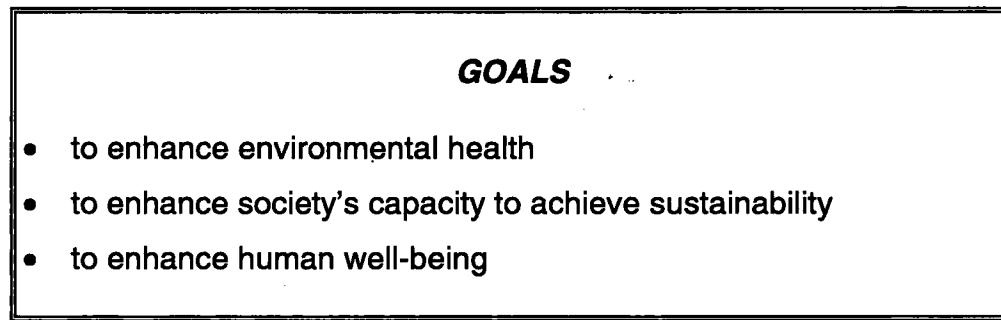 GOALS
• to enhance environmental health
• to enhance society's capacity to achieve sustainability
• to enhance human well-being